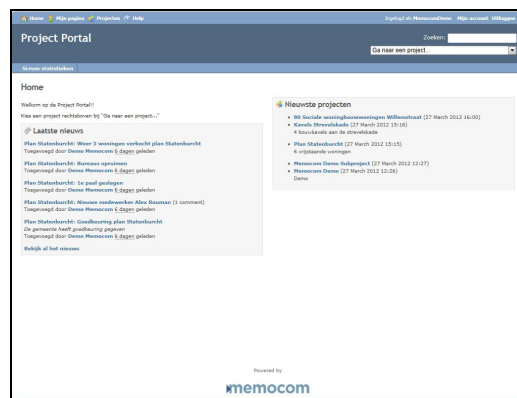 Home Mijn pagina Projecten Help
Ingelogd als MemocomDemo Mijn account Uitloggen
Project Portal
Zoeken:
Ga naar een project...
Scrum statistieken
Home
Welkom op de Project Portal!!
Kies een project rechtsboven bij "Ga naar een project..."
Laatste nieuws
Plan Statenburcht: Weer 3 woningen verkocht plan Statenburcht
Toegevoegd door Demo Memocom 6 dagen geleden
Plan Statenburcht: Bureaus opruimen
Toegevoegd door Demo Memocom 6 dagen geleden
Plan Statenburcht: 1e paal geslagen
Toegevoegd door Demo Memocom 6 dagen geleden
Plan Statenburcht: Nieuwe medewerker Alex Rouman (1 comment)
Toegevoegd door Demo Memocom 6 dagen geleden
Plan Statenburcht: Goedkeuring plan Statenburcht
De gemeente heeft goedkeuring gegeven
Toegevoegd door Demo Memocom 6 dagen geleden
Bekijk al het nieuws
Nieuwste projecten
80 Sociale woningbouwwoningen Willemstraat (27 March 2012 16:00)
Kavels Strevelskade (27 March 2012 15:16)
4 bouwkavels aan de strevelskade
Plan Statenburcht (27 March 2012 15:15)
6 vrijstaande woningen
Memocom Demo Subproject (27 March 2012 12:27)
Memocom Demo (27 March 2012 12:26)
Demo
Powered by
memocom